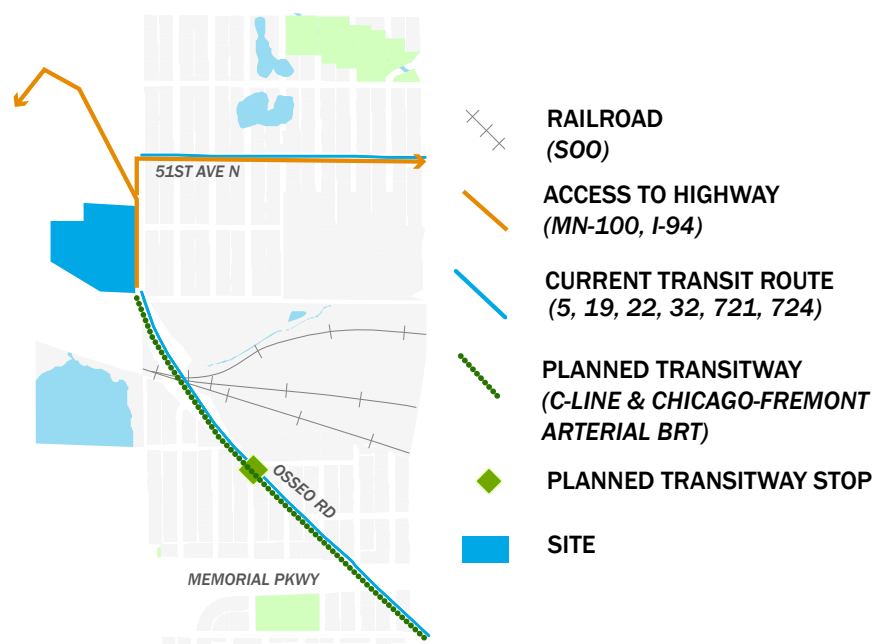 51ST AVE N
OSSEO RD
MEMORIAL PKWY
RAILROAD
(SOO)
ACCESS TO HIGHWAY
(MN-100, I-94)
CURRENT TRANSIT ROUTE
(5, 19, 22, 32, 721, 724)
PLANNED TRANSITWAY
(C-LINE & CHICAGO-FREMONT
ARTERIAL BRT)
PLANNED TRANSITWAY STOP
SITE